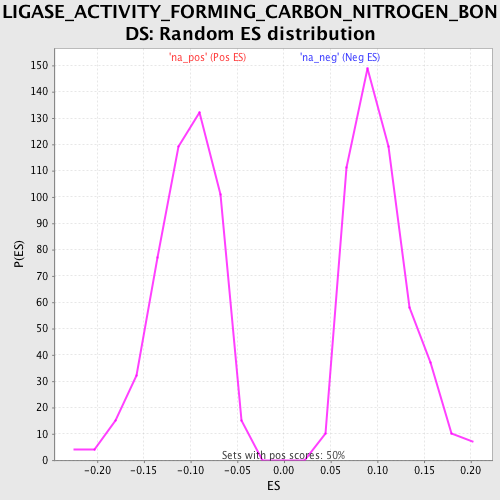 LIGASE_ACTIVITY_FORMING_CARBON_NITROGEN_BON
DS: Random ES distribution
'na_pos' (Pos ES)
'na_neg' (Neg ES)
150
140
130
120
110
100
90
80
70
60
50
40
30
20
10
0
P(ES)
Sets with pos scores: 50%
-0.20 -0.15 -0.10 -0.05 0.00 0.05 0.10 0.15 0.20
ES